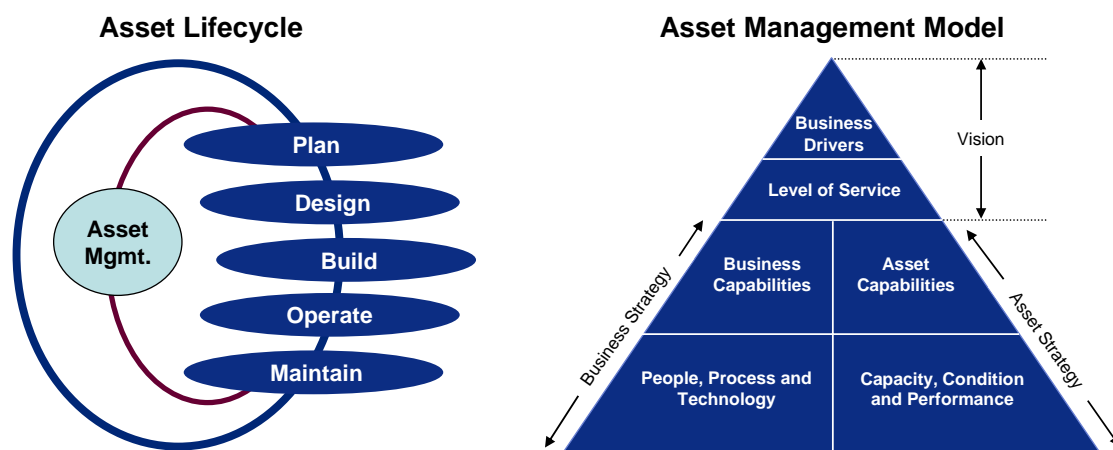 Asset Lifecycle
Plan
Design
Asset
Mgmt.
Build
Operate
Maintain
Asset Management Model
Business
Drivers
Vision
Level of Service
Business
Capabilities
Asset
Capabilities
Business Strategy
Asset Strategy
People, Process and
Technology
Capacity, Condition
and Performance